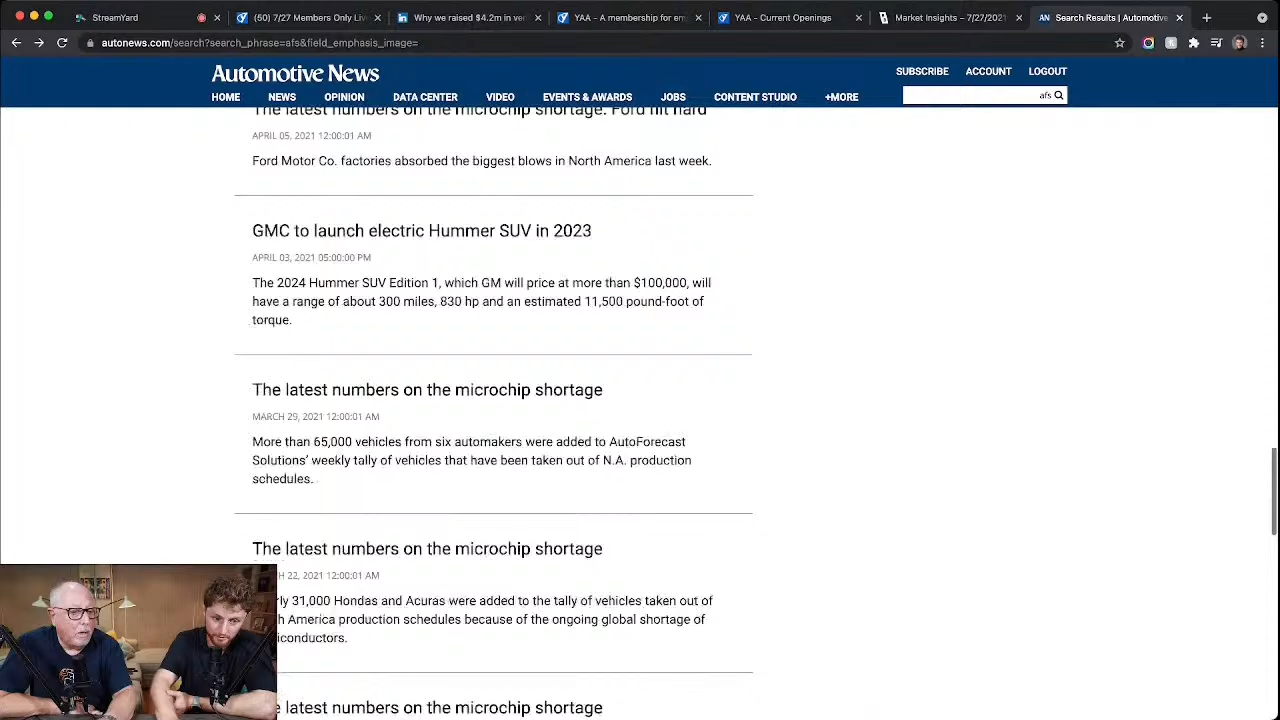 StreamYard
(50) 7/27 Members Only Live
Why we raised $4.2m in ve
YAA - A membership for em
YAA - Current Openings
Market Insights – 7/27/2021
AN Search Results | Automotive
autonews.com/search?search_phrase=afs&field_emphasis_image=
Automotive News
SUBSCRIBE ACCOUNT LOGOUT
HOME NEWS OPINION DATA CENTER VIDEO EVENTS & AWARDS JOBS CONTENT STUDIO +MORE
afs
The latest numbers on the microchip shortage: Ford hit hard
APRIL 05, 2021 12:00:01 AM
Ford Motor Co. factories absorbed the biggest blows in North America last week.
GMC to launch electric Hummer SUV in 2023
APRIL 03, 2021 05:00:00 PM
The 2024 Hummer SUV Edition 1, which GM will price at more than $100,000, will
have a range of about 300 miles, 830 hp and an estimated 11,500 pound-foot of
torque.
The latest numbers on the microchip shortage
MARCH 29, 2021 12:00:01 AM
More than 65,000 vehicles from six automakers were added to AutoForecast
Solutions' weekly tally of vehicles that have been taken out of N.A. production
schedules.
The latest numbers on the microchip shortage
H 22, 2021 12:00:01 AM
rly 31,000 Hondas and Acuras were added to the tally of vehicles taken out of
h America production schedules because of the ongoing global shortage of
iconductors.
e latest numbers on the microchip shortage